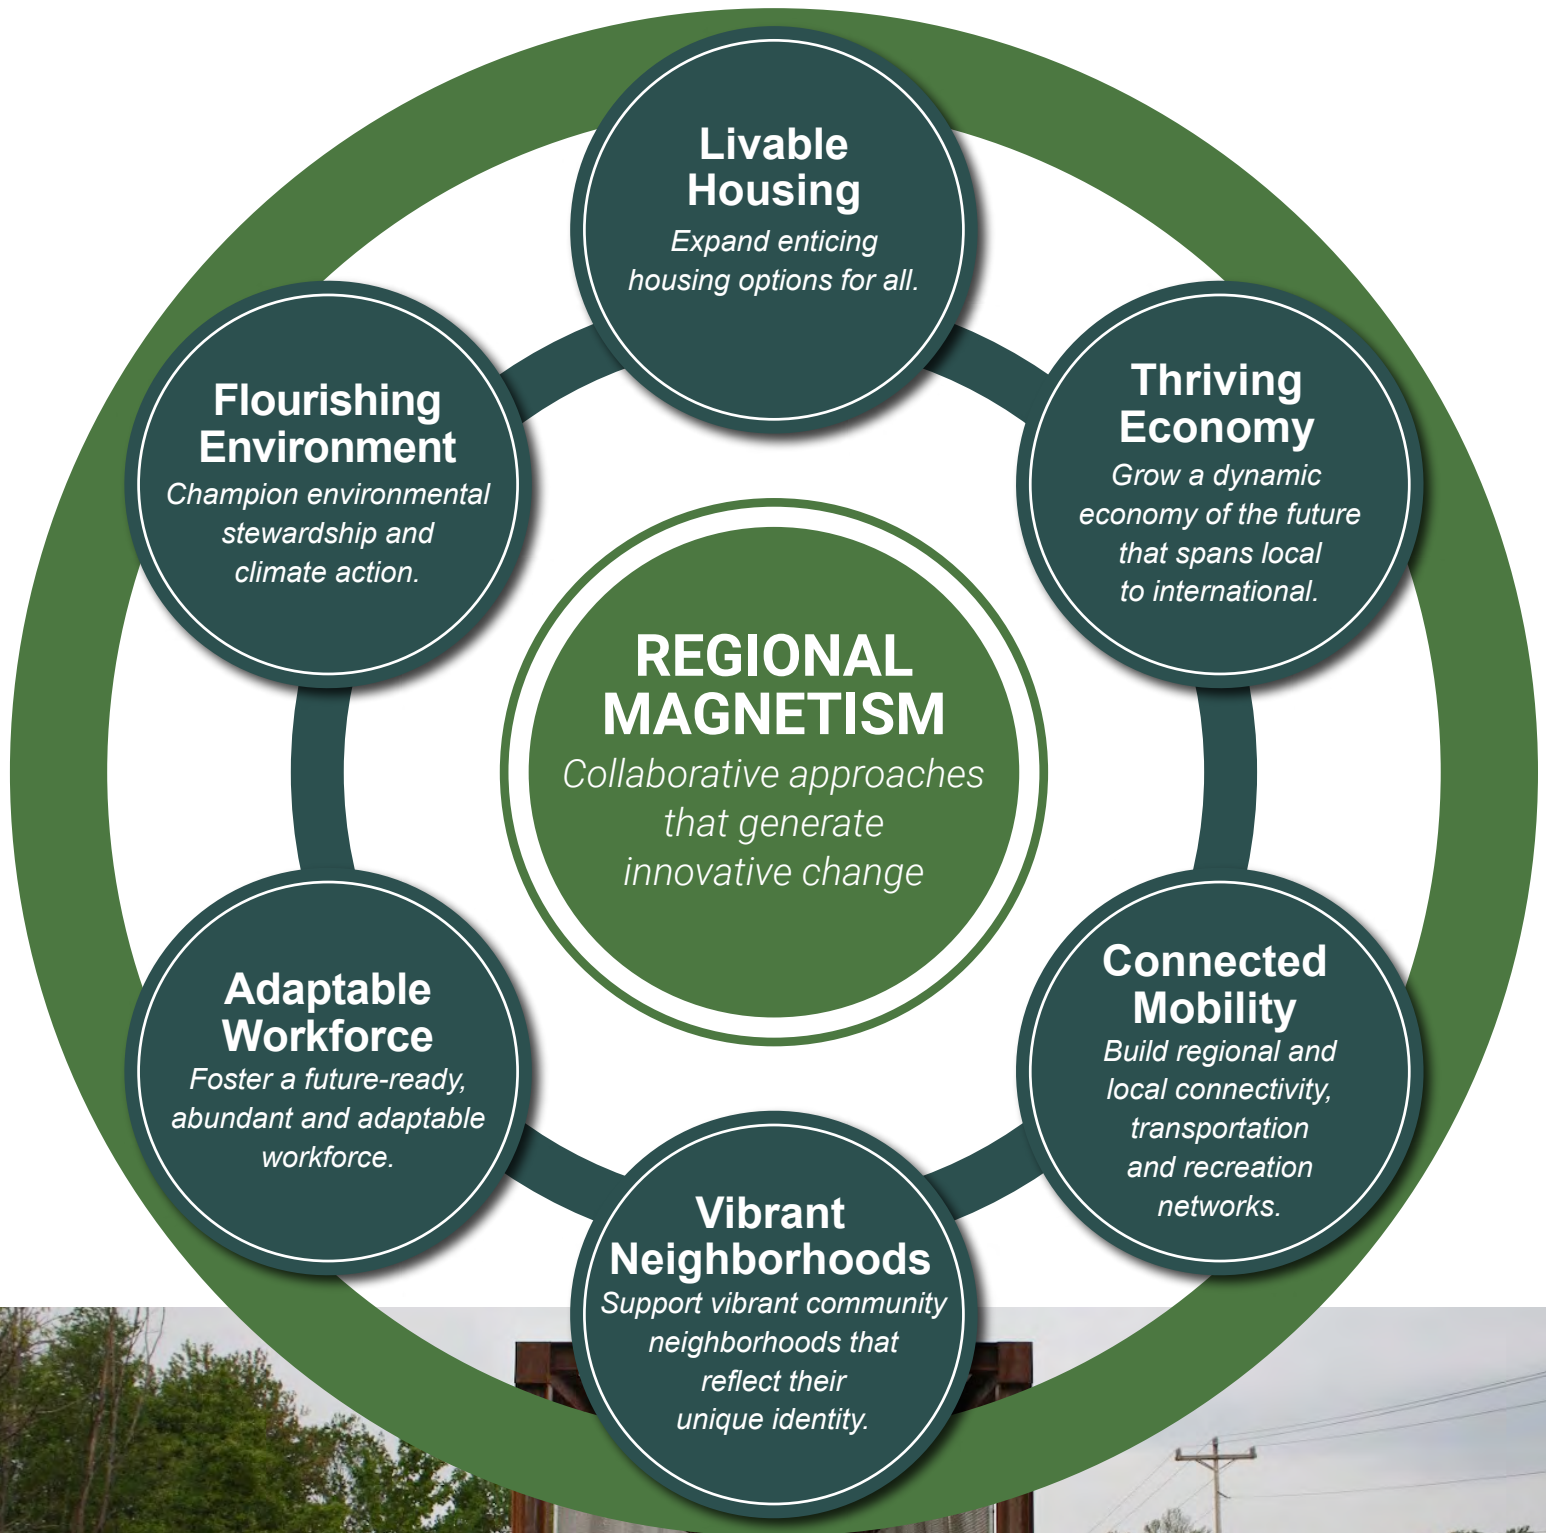 Livable
Housing
Expand enticing
housing options for all.
Thriving
Economy
Grow a dynamic
economy of the future
that spans local
to international.
Connected
Mobility
Build regional and
local connectivity,
transportation
and recreation
networks.
Vibrant
Neighborhoods
Support vibrant community
neighborhoods that
reflect their
unique identity.
Adaptable
Workforce
Foster a future-ready,
abundant and adaptable
workforce.
Flourishing
Environment
Champion environmental
stewardship and
climate action.
REGIONAL
MAGNETISM
Collaborative approaches
that generate
innovative change